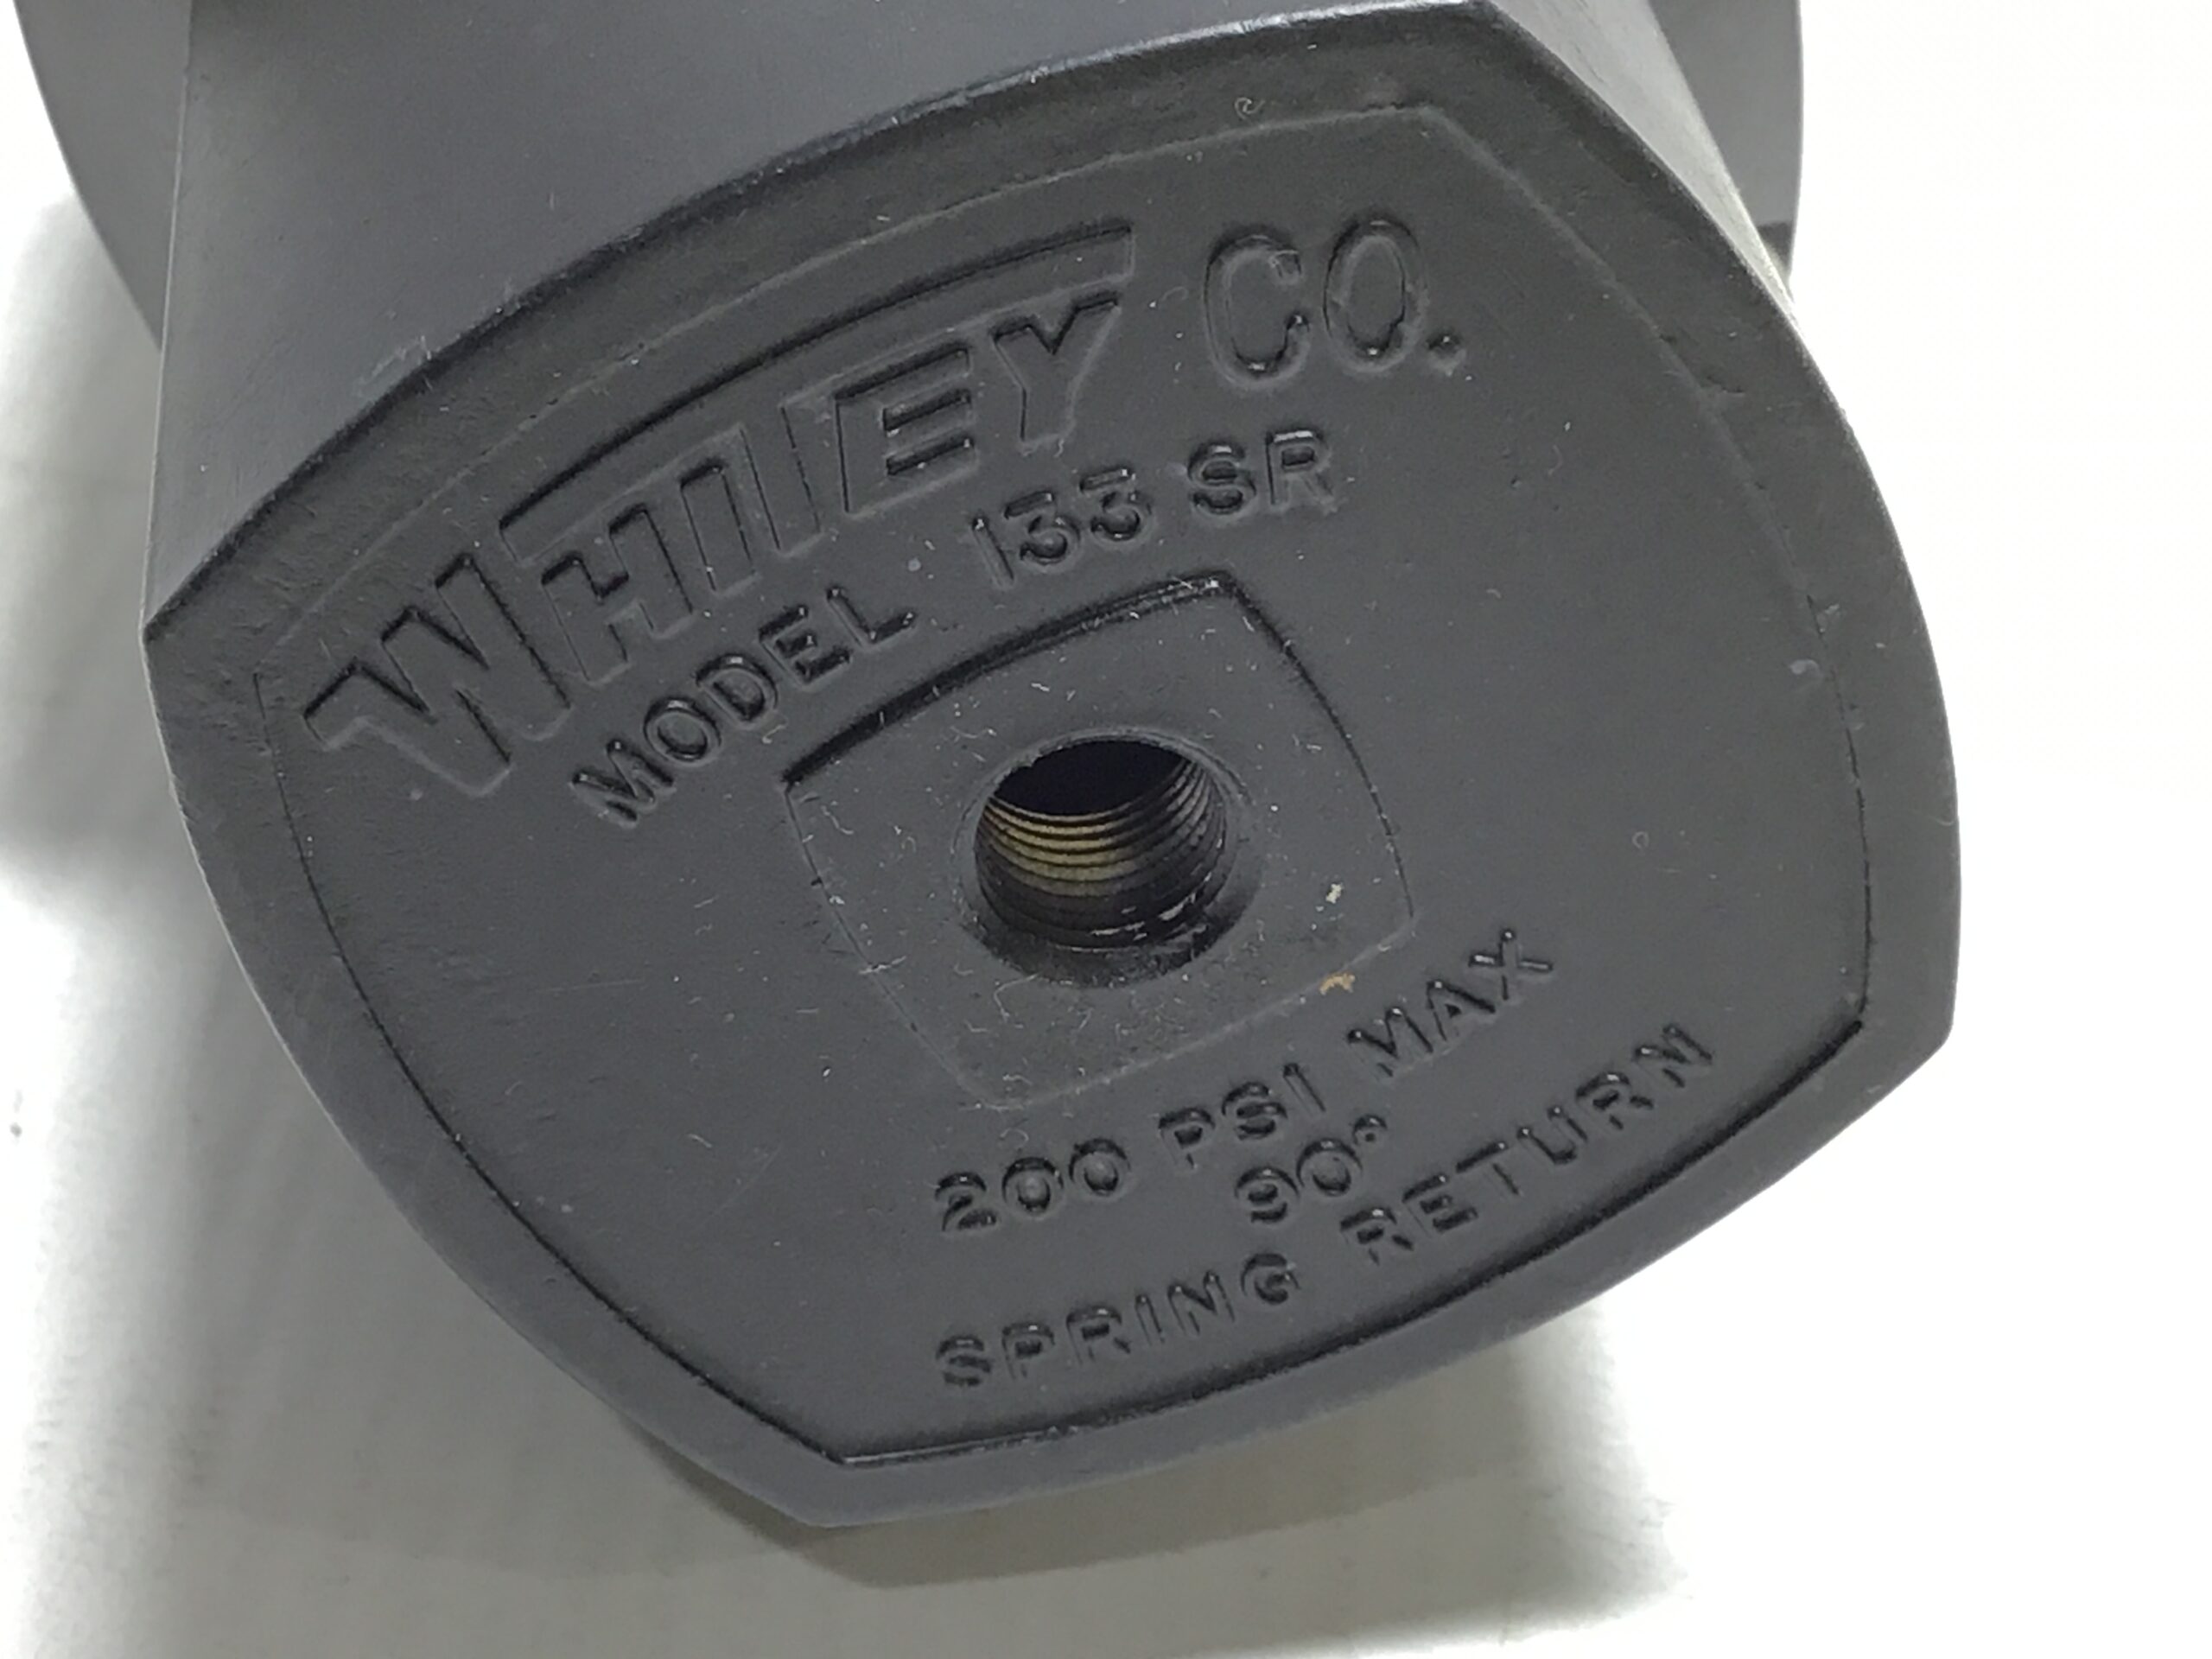 WHITEY CO.
MODEL 133 SR
200 PSI MAX
90°
SPRING RETURN